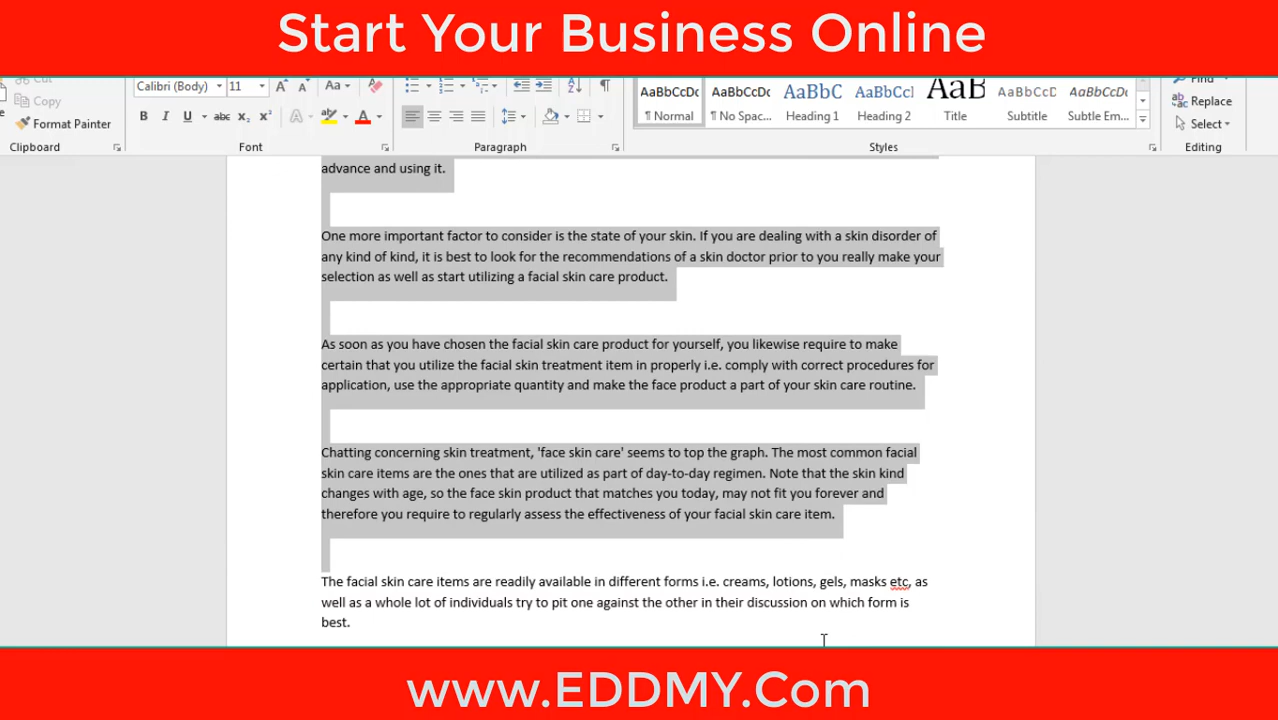 Start Your Business Online
Cut
Calibri (Body) 11 A A Aa
AaBbCcDc AaBbCcDc AaBbC AaBbCcl AaB AaBbCcD AaBbCcDc
Find
Copy
Replace
Format Painter
B I U abc X₂ X² A A
¶ Normal ¶ No Spac... Heading 1 Heading 2 Title Subtitle Subtle Em...
Select
Clipboard Font Paragraph Styles Editing
advance and using it.
One more important factor to consider is the state of your skin. If you are dealing with a skin disorder of
any kind of kind, it is best to look for the recommendations of a skin doctor prior to you really make your
selection as well as start utilizing a facial skin care product.
As soon as you have chosen the facial skin care product for yourself, you likewise require to make
certain that you utilize the facial skin treatment item in properly i.e. comply with correct procedures for
application, use the appropriate quantity and make the face product a part of your skin care routine.
Chatting concerning skin treatment, 'face skin care' seems to top the graph. The most common facial
skin care items are the ones that are utilized as part of day-to-day regimen. Note that the skin kind
changes with age, so the face skin product that matches you today, may not fit you forever and
therefore you require to regularly assess the effectiveness of your facial skin care item.
The facial skin care items are readily available in different forms i.e. creams, lotions, gels, masks etc, as
well as a whole lot of individuals try to pit one against the other in their discussion on which form is
best.
www.EDDMY.Com